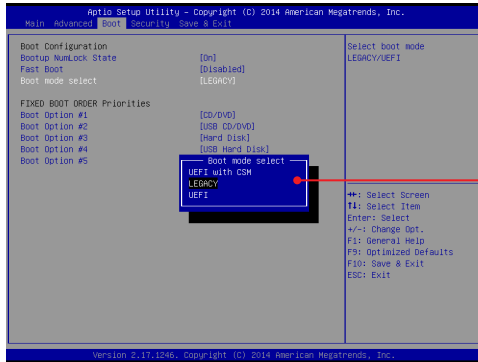 Aptio Setup Utility – Copyright (C) 2014 American Megatrends, Inc.
Main Advanced Boot Security Save & Exit
Boot Configuration
Bootup NumLock State [On]
Fast Boot [Disabled]
Boot mode select [LEGACY]
FIXED BOOT ORDER Priorities
Boot Option #1 [CD/DVD]
Boot Option #2 [USB CD/DVD]
Boot Option #3 [Hard Disk]
Boot Option #4 [USB Hard Disk]
Boot Option #5
Boot mode select
UEFI with CSM
LEGACY
UEFI
Select boot mode
LEGACY/UEFI
→←: Select Screen
↑↓: Select Item
Enter: Select
+/-: Change Opt.
F1: General Help
F9: Optimized Defaults
F10: Save & Exit
ESC: Exit
Version 2.17.1246. Copyright (C) 2014 American Megatrends, Inc.